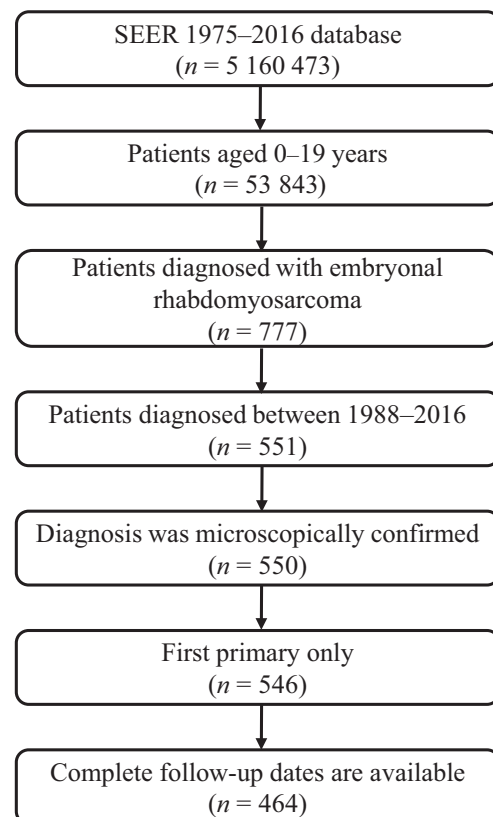 SEER 1975–2016 database
(n = 5 160 473)
Patients aged 0–19 years
(n = 53 843)
Patients diagnosed with embryonal
rhabdomyosarcoma
(n = 777)
Patients diagnosed between 1988–2016
(n = 551)
Diagnosis was microscopically confirmed
(n = 550)
First primary only
(n = 546)
Complete follow-up dates are available
(n = 464)